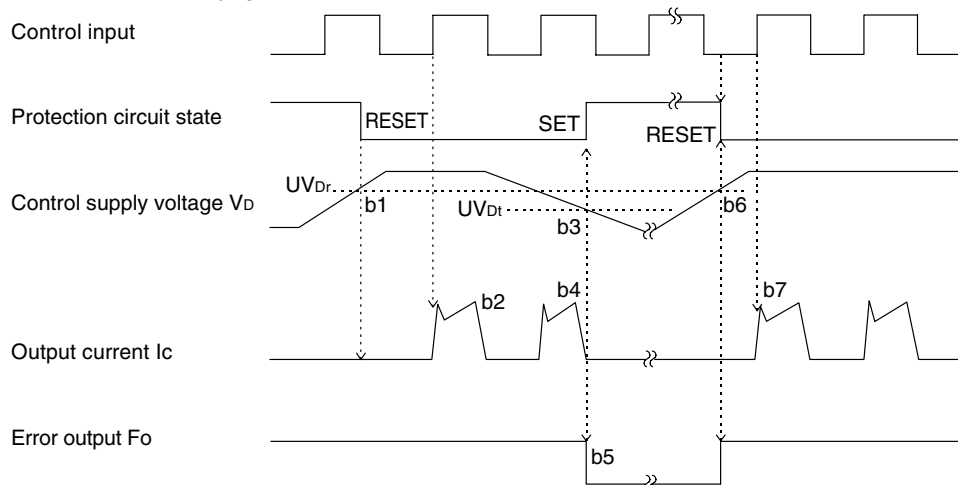 Control input
Protection circuit state
RESET
SET
RESET
Control supply voltage VD
UVDr
b1
UVDt
b3
b6
Output current Ic
b2
b4
b7
Error output Fo
b5